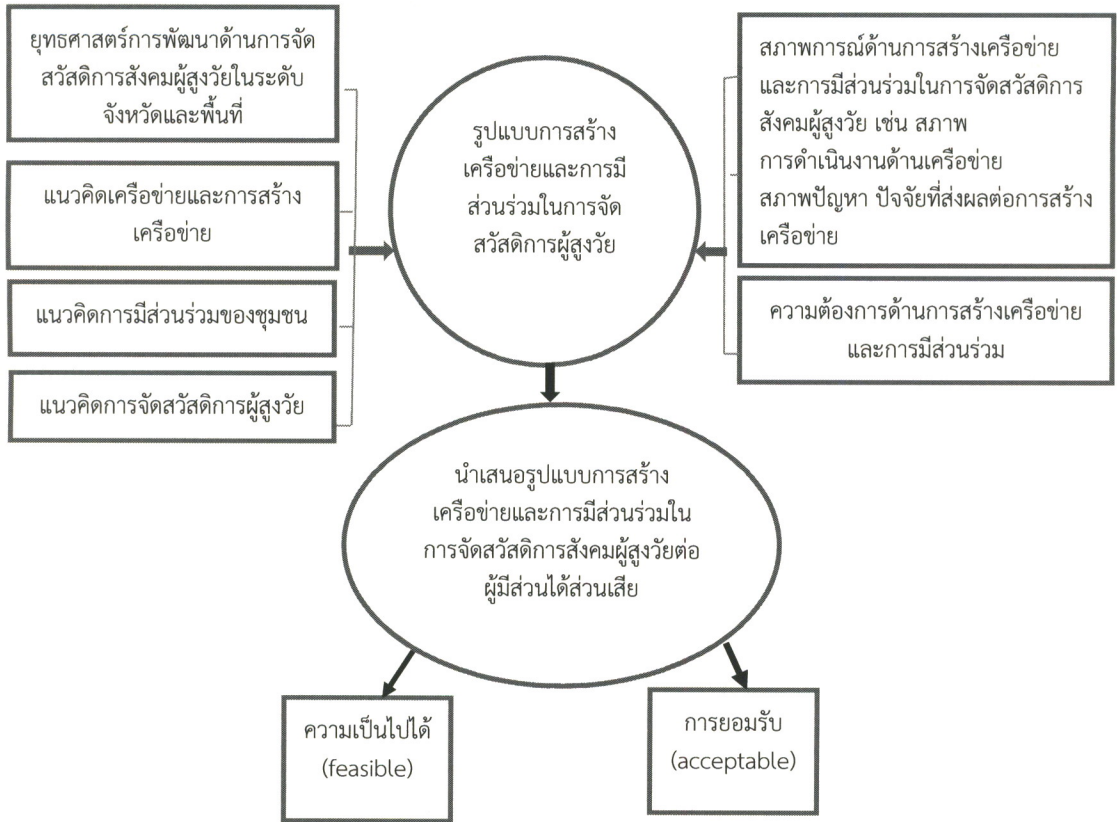 ยุทธศาสตร์การพัฒนาด้านการจัด
สวัสดิการสังคมผู้สูงวัยในระดับ
จังหวัดและพื้นที่
แนวคิดเครือข่ายและการสร้าง
เครือข่าย
แนวคิดการมีส่วนร่วมของชุมชน
แนวคิดการจัดสวัสดิการผู้สูงวัย
รูปแบบการสร้าง
เครือข่ายและการมี
ส่วนร่วมในการจัด
สวัสดิการผู้สูงวัย
สภาพการณ์ด้านการสร้างเครือข่าย
และการมีส่วนร่วมในการจัดสวัสดิการ
สังคมผู้สูงวัย เช่น สภาพ
การดำเนินงานด้านเครือข่าย
สภาพปัญหา ปัจจัยที่ส่งผลต่อการสร้าง
เครือข่าย
ความต้องการด้านการสร้างเครือข่าย
และการมีส่วนร่วม
นำเสนอรูปแบบการสร้าง
เครือข่ายและการมีส่วนร่วมใน
การจัดสวัสดิการสังคมผู้สูงวัยต่อ
ผู้มีส่วนได้ส่วนเสีย
ความเป็นไปได้
(feasible)
การยอมรับ
(acceptable)